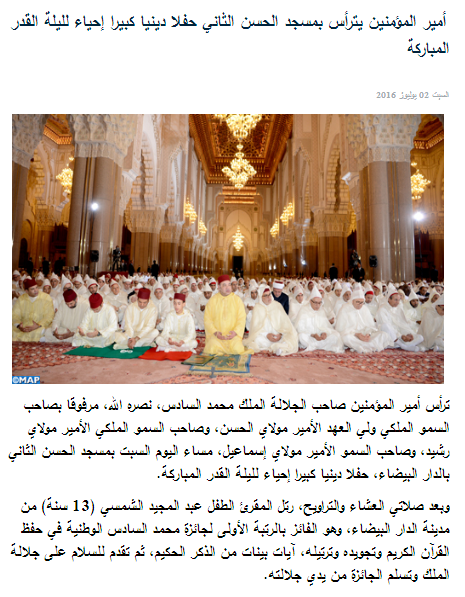 أمير المؤمنين يترأس بمسجد الحسن الثاني حفلا دينيا كبيرا إحياء لليلة القدر
المباركة
السبت 02 يوليوز 2016
©MAP
ترأس أمير المؤمنين صاحب الجلالة الملك محمد السادس، نصره الله، مرفوقا بصاحب
السمو الملكي ولي العهد الأمير مولاي الحسن، وصاحب السمو الملكي الأمير مولاي
رشيد، وصاحب السمو الأمير مولاي إسماعيل، مساء اليوم السبت بمسجد الحسن الثاني
بالدار البيضاء، حفلا دينيا كبيرا إحياء لليلة القدر المباركة.
وبعد صلاتي العشاء والتراويح، رتل المقرئ الطفل عبد المجيد الشمسي (13 سنة) من
مدينة الدار البيضاء، وهو الفائز بالرتبة الأولى لجائزة محمد السادس الوطنية في حفظ
القرآن الكريم وتجويده وترتيله، آيات بينات من الذكر الحكيم، ثم تقدم للسلام على جلالة
الملك وتسلم الجائزة من يدي جلالته.